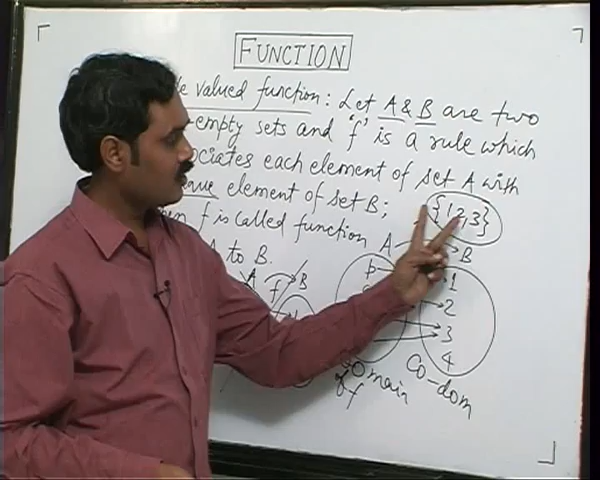 FUNCTION
valued function: Let A & B are two
empty sets and 'f' is a rule which
each element of set A with
element of set B;
f is called function {1, 2, 3}
A to B. A B
A f B p 1
2
3
4
Domain Co-dom
of f